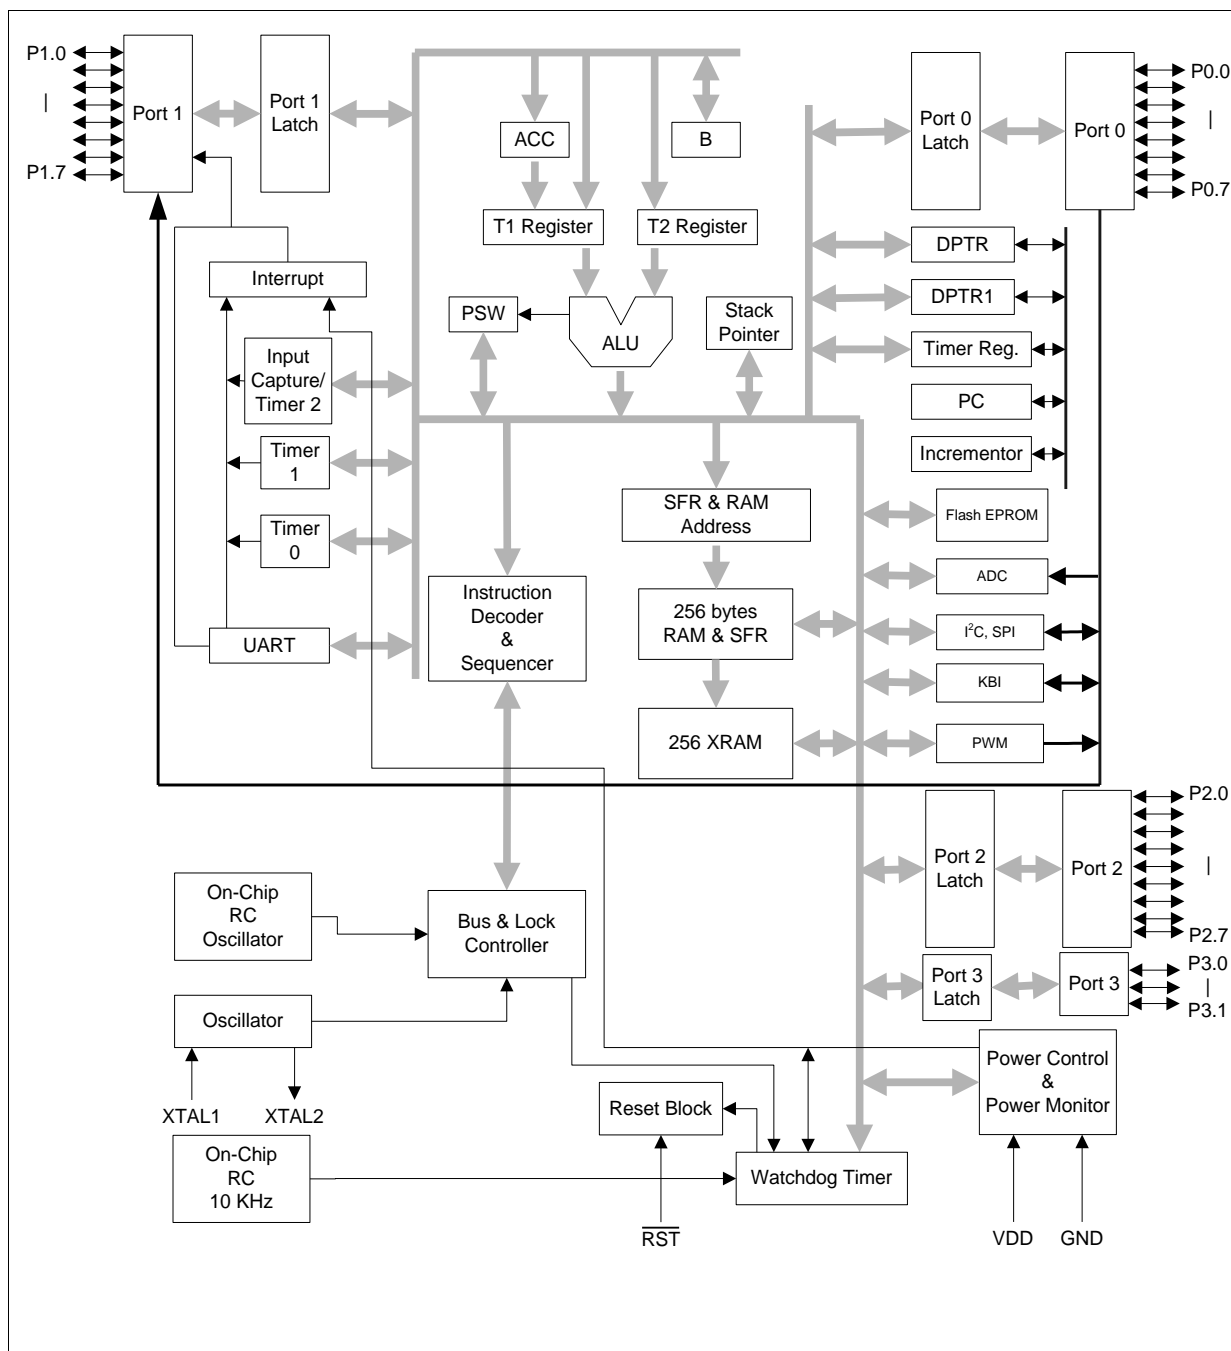 P1.0
|
P1.7
Port 1
Port 1
Latch
ACC
B
Port 0
Latch
Port 0
P0.0
|
P0.7
T1 Register
T2 Register
DPTR
Interrupt
DPTR1
PSW
ALU
Stack
Pointer
Timer Reg.
Input
Capture/
Timer 2
PC
Timer
1
Incrementor
SFR & RAM
Address
Flash EPROM
Timer
0
ADC
Instruction
Decoder
&
Sequencer
256 bytes
RAM & SFR
I²C, SPI
UART
KBI
256 XRAM
PWM
P2.0
|
P2.7
Port 2
Latch
Port 2
On-Chip
RC
Oscillator
Bus & Lock
Controller
Port 3
Latch
Port 3
P3.0
|
P3.1
Oscillator
XTAL1
XTAL2
Power Control
&
Power Monitor
Reset Block
On-Chip
RC
10 KHz
Watchdog Timer
RST
VDD
GND